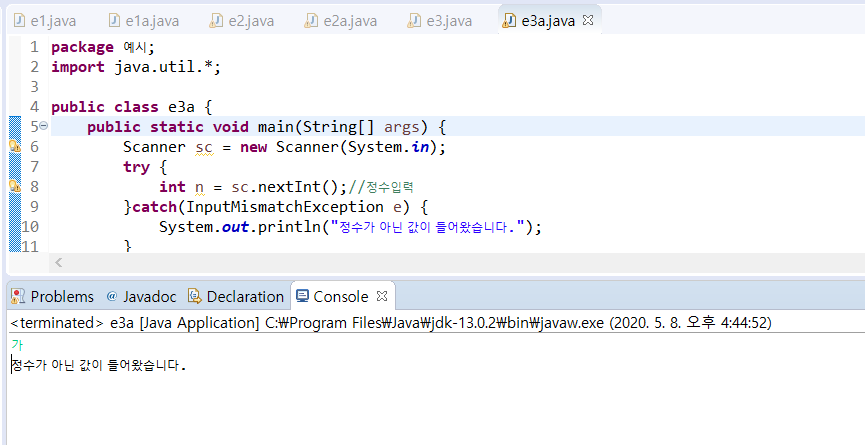 e1.java e1a.java e2.java e2a.java e3.java e3a.java
1 package 예시;
2 import java.util.*;
3
4 public class e3a {
5 public static void main(String[] args) {
6 Scanner sc = new Scanner(System.in);
7 try {
8 int n = sc.nextInt();//정수입력
9 }catch(InputMismatchException e) {
10 System.out.println("정수가 아닌 값이 들어왔습니다.");
11 }
Problems @ Javadoc Declaration Console
<terminated> e3a [Java Application] C:₩Program Files₩Java₩jdk-13.0.2₩bin₩javaw.exe (2020. 5. 8. 오후 4:44:52)
가
정수가 아닌 값이 들어왔습니다.